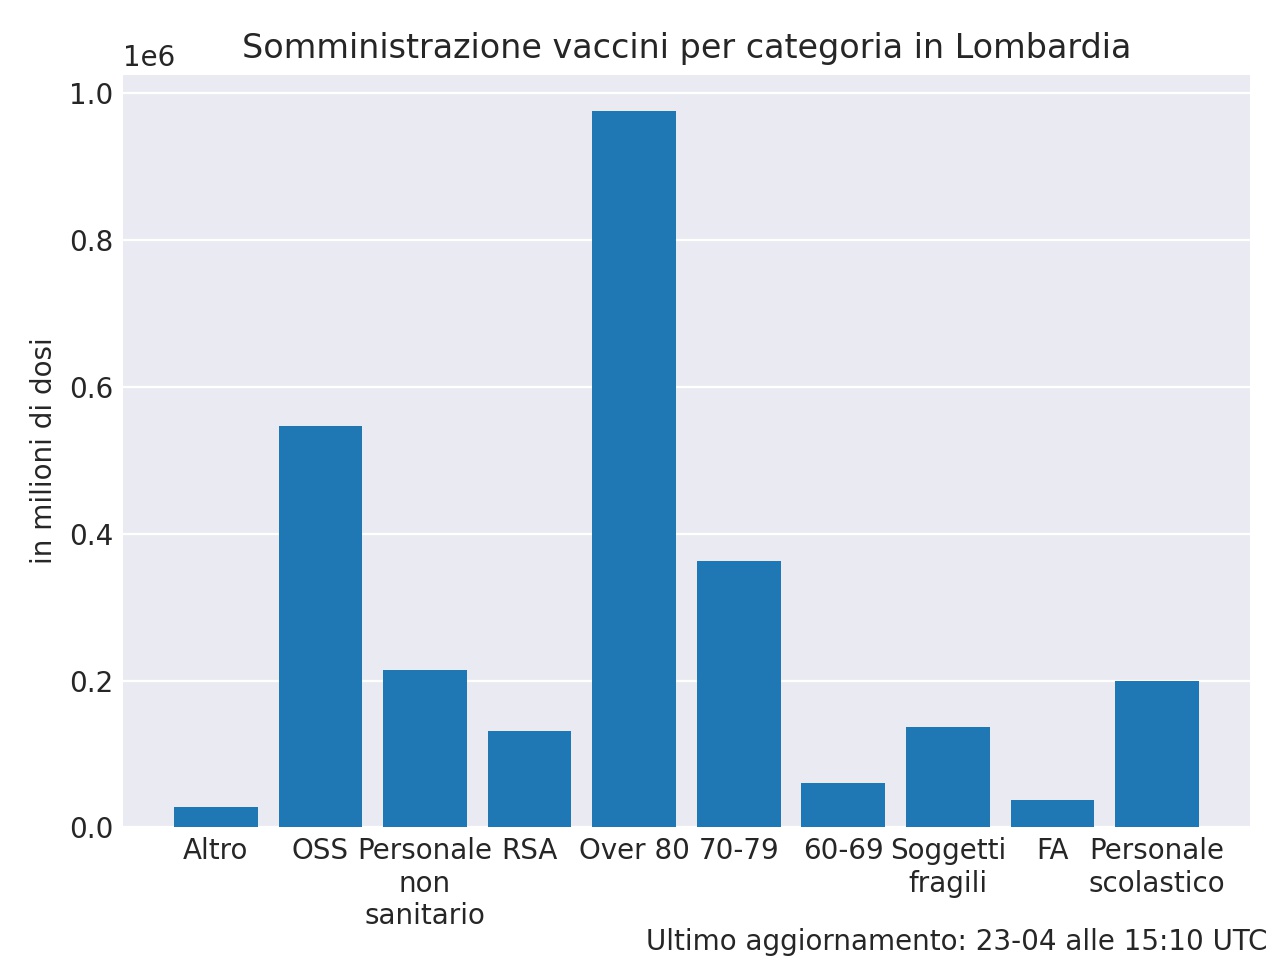 Somministrazione vaccini per categoria in Lombardia
1e6
1.0
0.8
0.6
0.4
0.2
0.0
in milioni di dosi
Altro
OSS
Personale
non
sanitario
RSA
Over 80
70-79
60-69
Soggetti
fragili
FA
Personale
scolastico
Ultimo aggiornamento: 23-04 alle 15:10 UTC